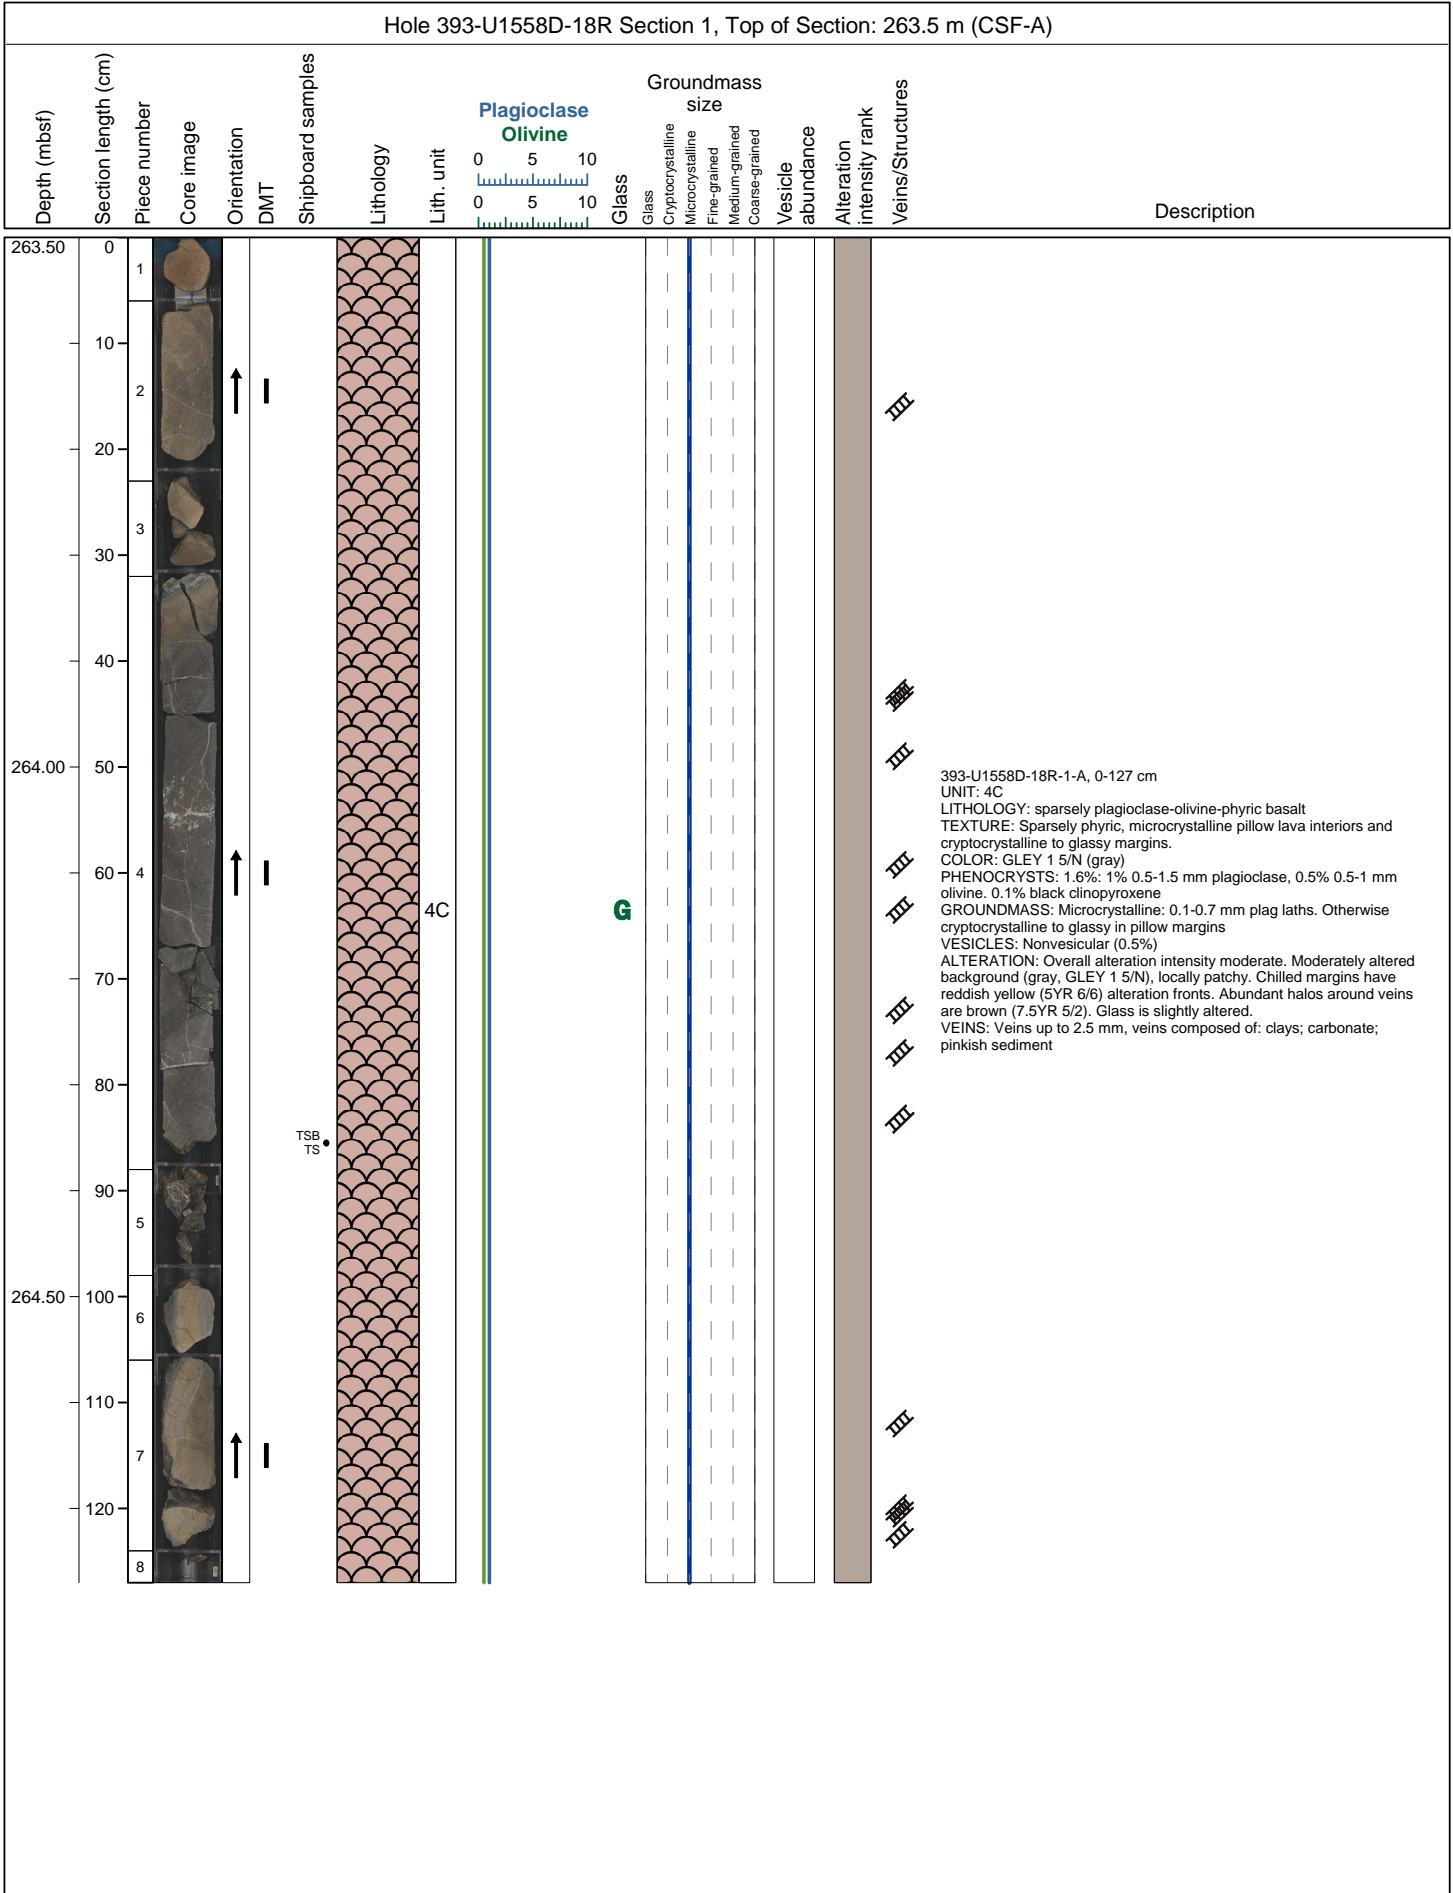 Hole 393-U1558D-18R Section 1, Top of Section: 263.5 m (CSF-A)
Depth (mbsf)
Section length (cm)
Piece number
Core image
Orientation
DMT
Shipboard samples
Lithology
Lith. unit
Plagioclase
Olivine
0 5 10
0 5 10
Glass
Groundmass
size
Glass
Cryptocrystalline
Microcrystalline
Fine-grained
Medium-grained
Coarse-grained
Vesicle
abundance
Alteration
intensity rank
Veins/Structures
Description
263.50
264.00
264.50
0
10
20
30
40
50
60
70
80
90
100
110
120
1
2
3
4
5
6
7
8
TSB
TS
4C
G
393-U1558D-18R-1-A, 0-127 cm
UNIT: 4C
LITHOLOGY: sparsely plagioclase-olivine-phyric basalt
TEXTURE: Sparsely phyric, microcrystalline pillow lava interiors and
cryptocrystalline to glassy margins.
COLOR: GLEY 1 5/N (gray)
PHENOCRYSTS: 1.6%: 1% 0.5-1.5 mm plagioclase, 0.5% 0.5-1 mm
olivine. 0.1% black clinopyroxene
GROUNDMASS: Microcrystalline: 0.1-0.7 mm plag laths. Otherwise
cryptocrystalline to glassy in pillow margins
VESICLES: Nonvesicular (0.5%)
ALTERATION: Overall alteration intensity moderate. Moderately altered
background (gray, GLEY 1 5/N), locally patchy. Chilled margins have
reddish yellow (5YR 6/6) alteration fronts. Abundant halos around veins
are brown (7.5YR 5/2). Glass is slightly altered.
VEINS: Veins up to 2.5 mm, veins composed of: clays; carbonate;
pinkish sediment